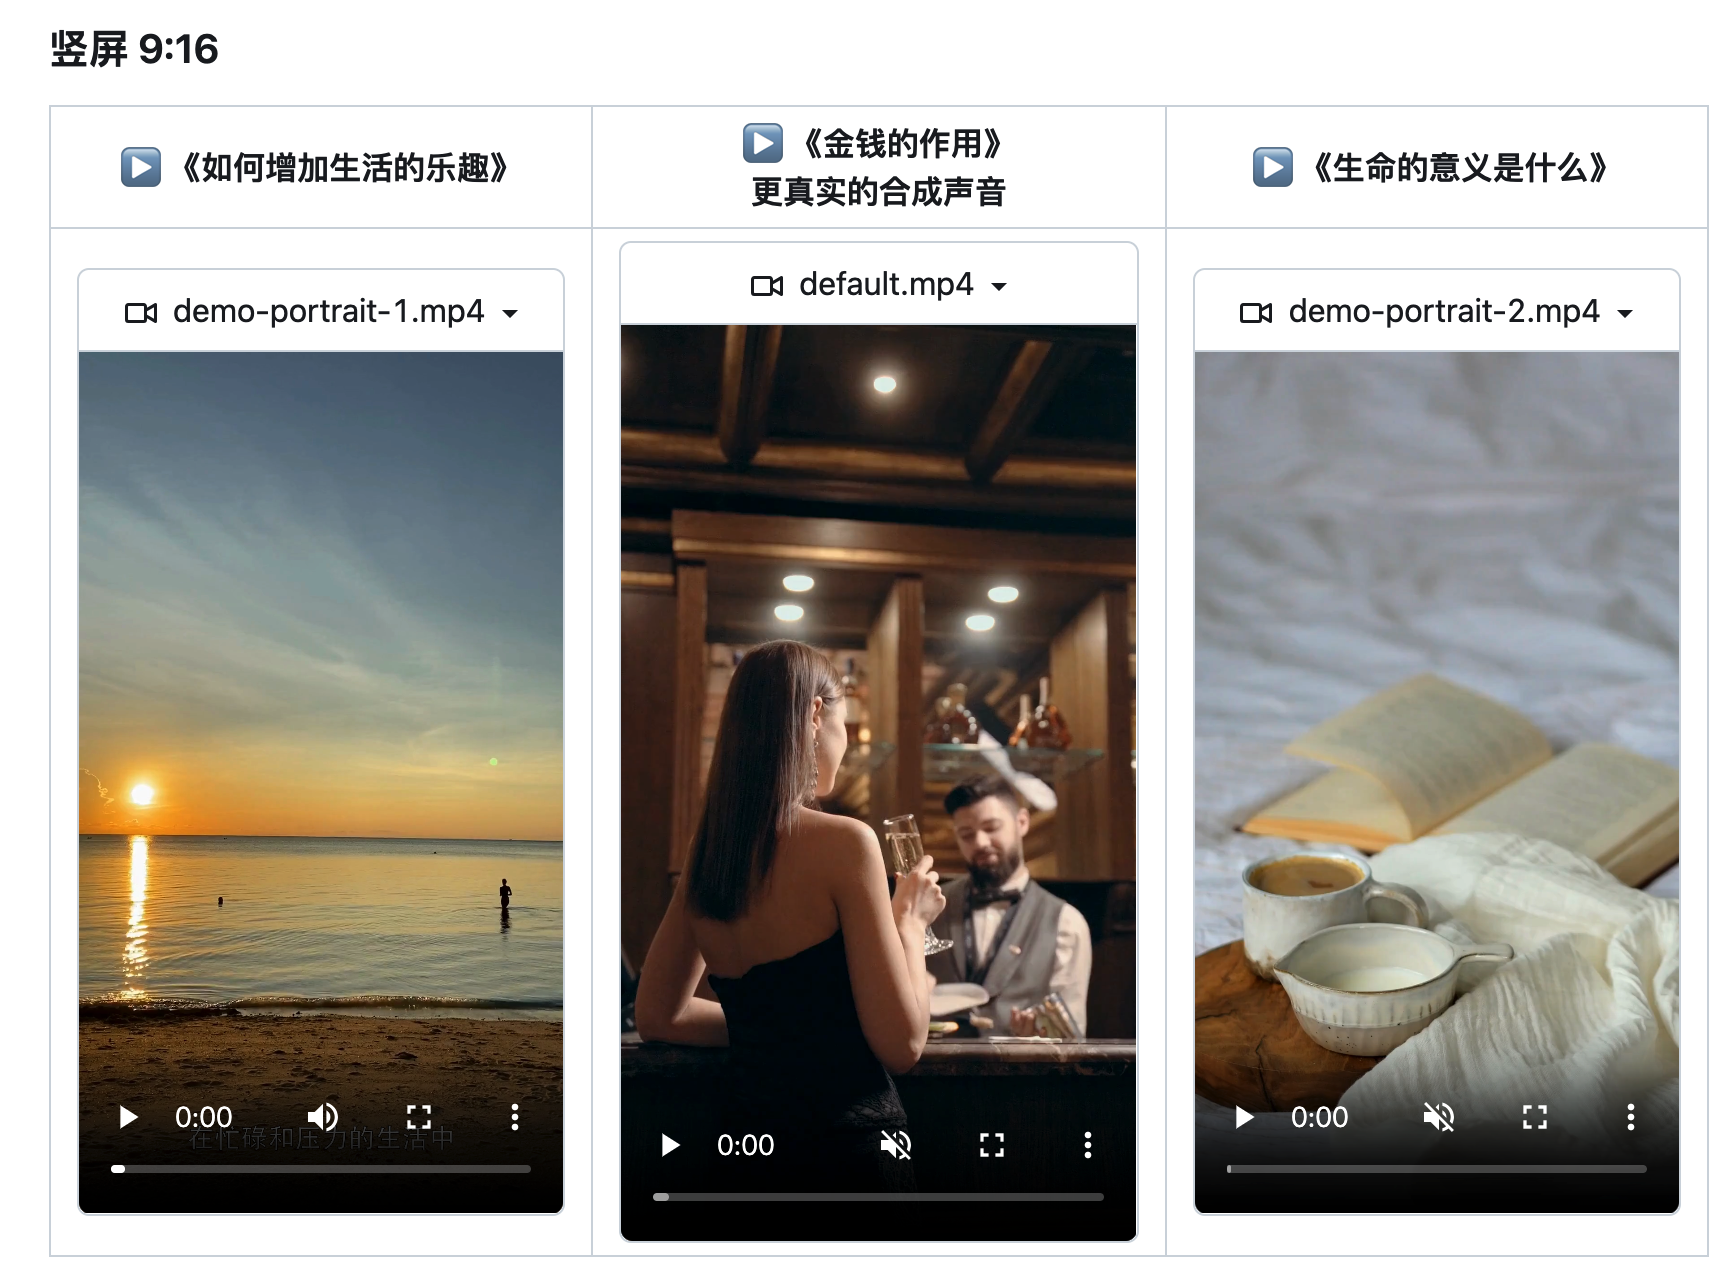 竖屏 9:16
《如何增加生活的乐趣》
《金钱的作用》
更真实的合成声音
《生命的意义是什么》
demo-portrait-1.mp4
default.mp4
demo-portrait-2.mp4
0:00
在忙碌和压力的生活中
0:00
0:00